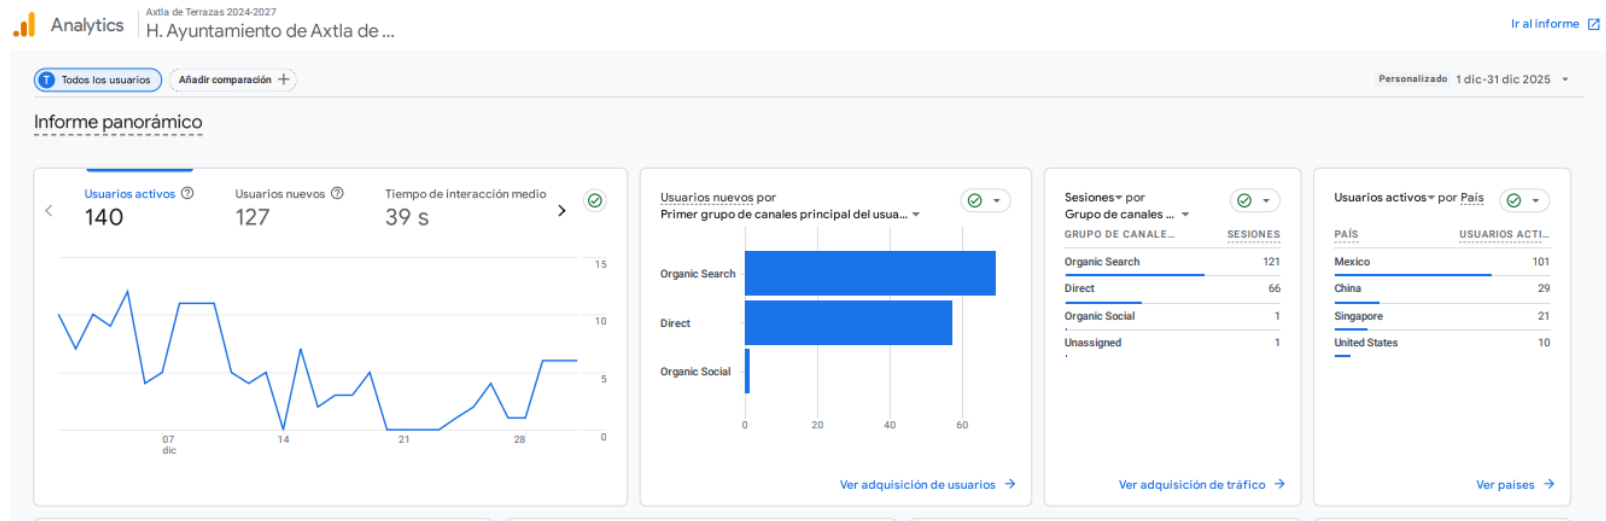 Analytics
Axtla de Terrazas 2024-2027
H. Ayuntamiento de Axtla de ...
Ir al informe
T Todos los usuarios
Añadir comparación
Personalizado 1 dic-31 dic 2025
Informe panorámico
Usuarios activos
140
Usuarios nuevos
127
Tiempo de interacción medio
39 s
15
10
5
0
07
dic
14
21
28
Usuarios nuevos por
Primer grupo de canales principal del usua...
Organic Search
Direct
Organic Social
0 20 40 60
Ver adquisición de usuarios
Sesiones por
Grupo de canales ...
GRUPO DE CANALE... SESIONES
Organic Search 121
Direct 66
Organic Social 1
Unassigned 1
Ver adquisición de tráfico
Usuarios activos por País
PAÍS USUARIOS ACTI...
Mexico 101
China 29
Singapore 21
United States 10
Ver países